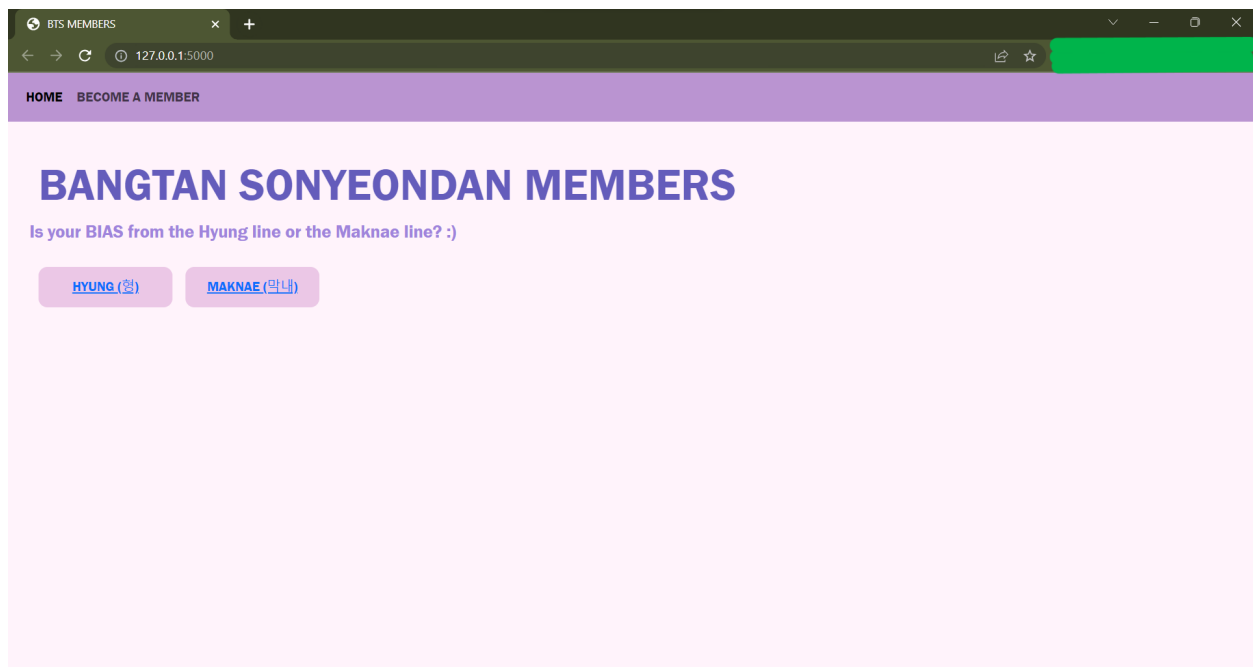 BTS MEMBERS
127.0.0.1:5000
HOME BECOME A MEMBER
BANGTAN SONYEONDAN MEMBERS
Is your BIAS from the Hyung line or the Maknae line? :)
HYUNG (형) MAKNAE (막내)